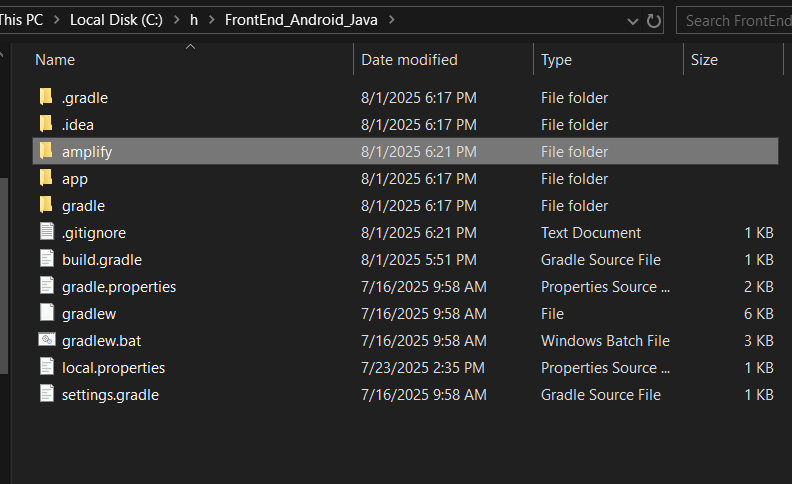 This PC > Local Disk (C:) > h > FrontEnd_Android_Java > Search FrontEnd
Name Date modified Type Size
.gradle 8/1/2025 6:17 PM File folder
.idea 8/1/2025 6:17 PM File folder
amplify 8/1/2025 6:21 PM File folder
app 8/1/2025 6:17 PM File folder
gradle 8/1/2025 6:17 PM File folder
.gitignore 8/1/2025 6:21 PM Text Document 1 KB
build.gradle 8/1/2025 5:51 PM Gradle Source File 1 KB
gradle.properties 7/16/2025 9:58 AM Properties Source ... 2 KB
gradlew 7/16/2025 9:58 AM File 6 KB
gradlew.bat 7/16/2025 9:58 AM Windows Batch File 3 KB
local.properties 7/23/2025 2:35 PM Properties Source ... 1 KB
settings.gradle 7/16/2025 9:58 AM Gradle Source File 1 KB